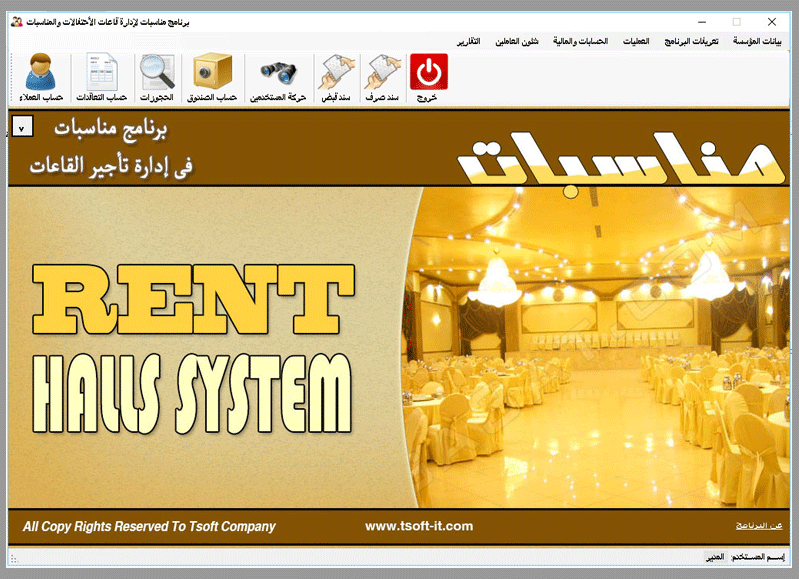 برنامج مناسبات لإدارة قاعات الأحتفالات والمناسبات
بيانات المؤسسة تعريفات البرنامج العمليات الحسابات والمالية شئون العاملين التقارير
خروج سند صرف سند قبض حركة المستخدمين حساب الصندوق الحجوزات حساب التعاقدات حساب العملاء
مناسبات
برنامج مناسبات
فى إدارة تأجير القاعات
RENT
HALLS SYSTEM
All Copy Rights Reserved To Tsoft Company www.tsoft-it.com عن البرنامج
إسم المستخدم: المدير